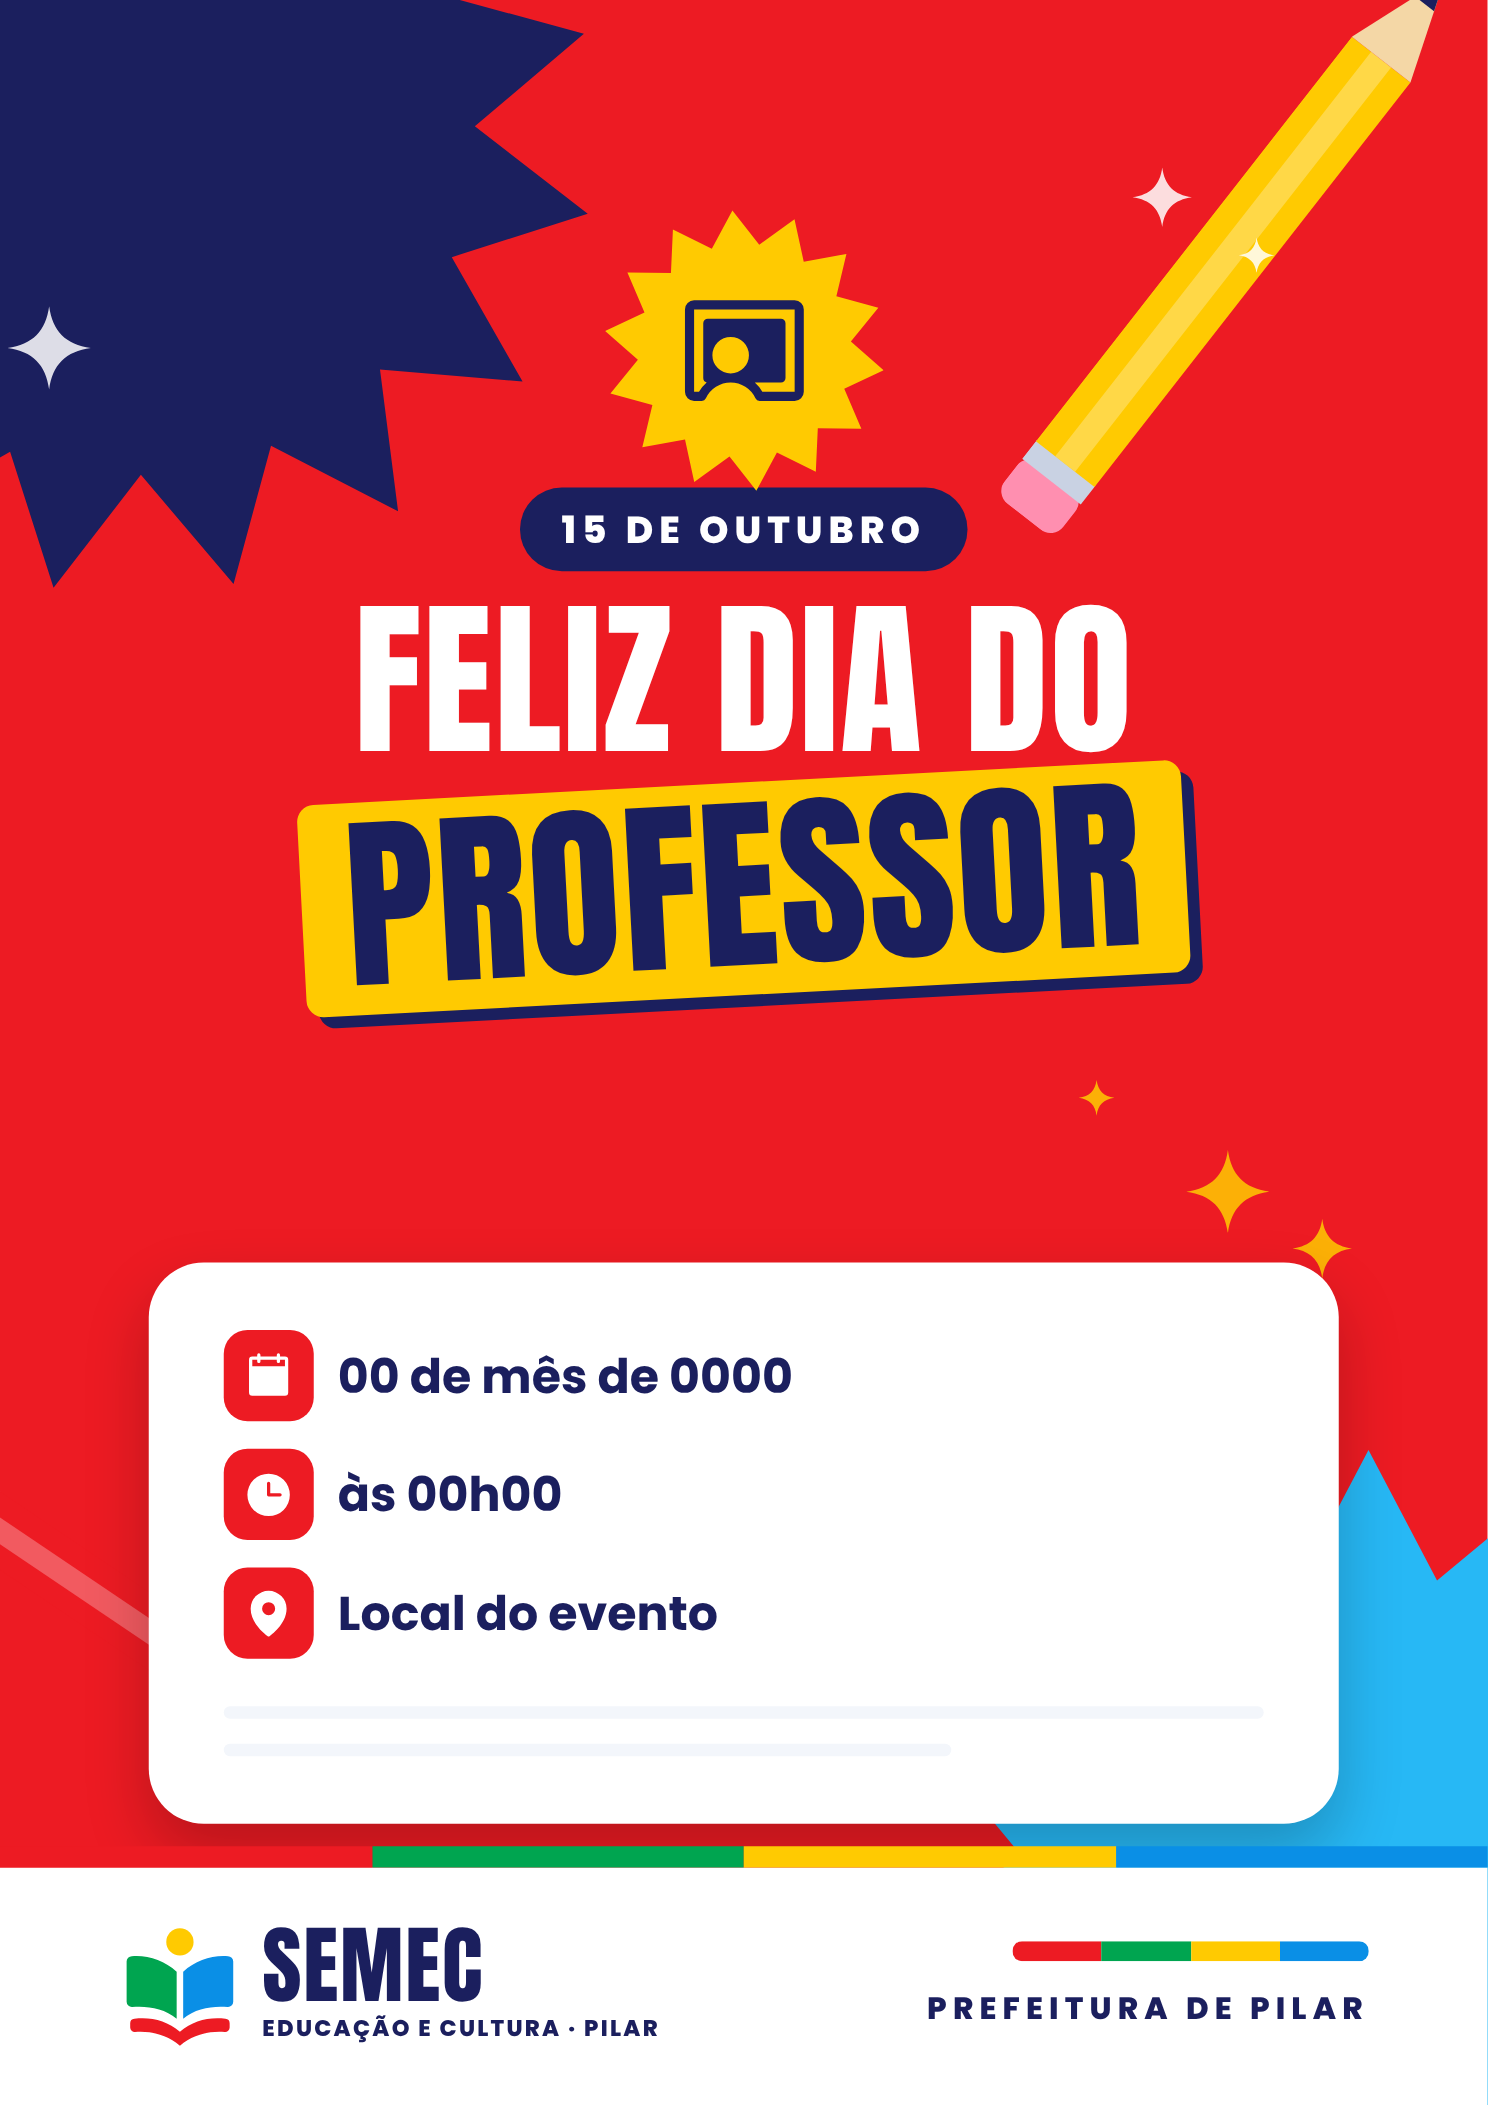 15 DE OUTUBRO
FELIZ DIA DO
PROFESSOR
00 de mês de 0000
às 00h00
Local do evento
SEMEC
EDUCAÇÃO E CULTURA · PILAR
PREFEITURA DE PILAR